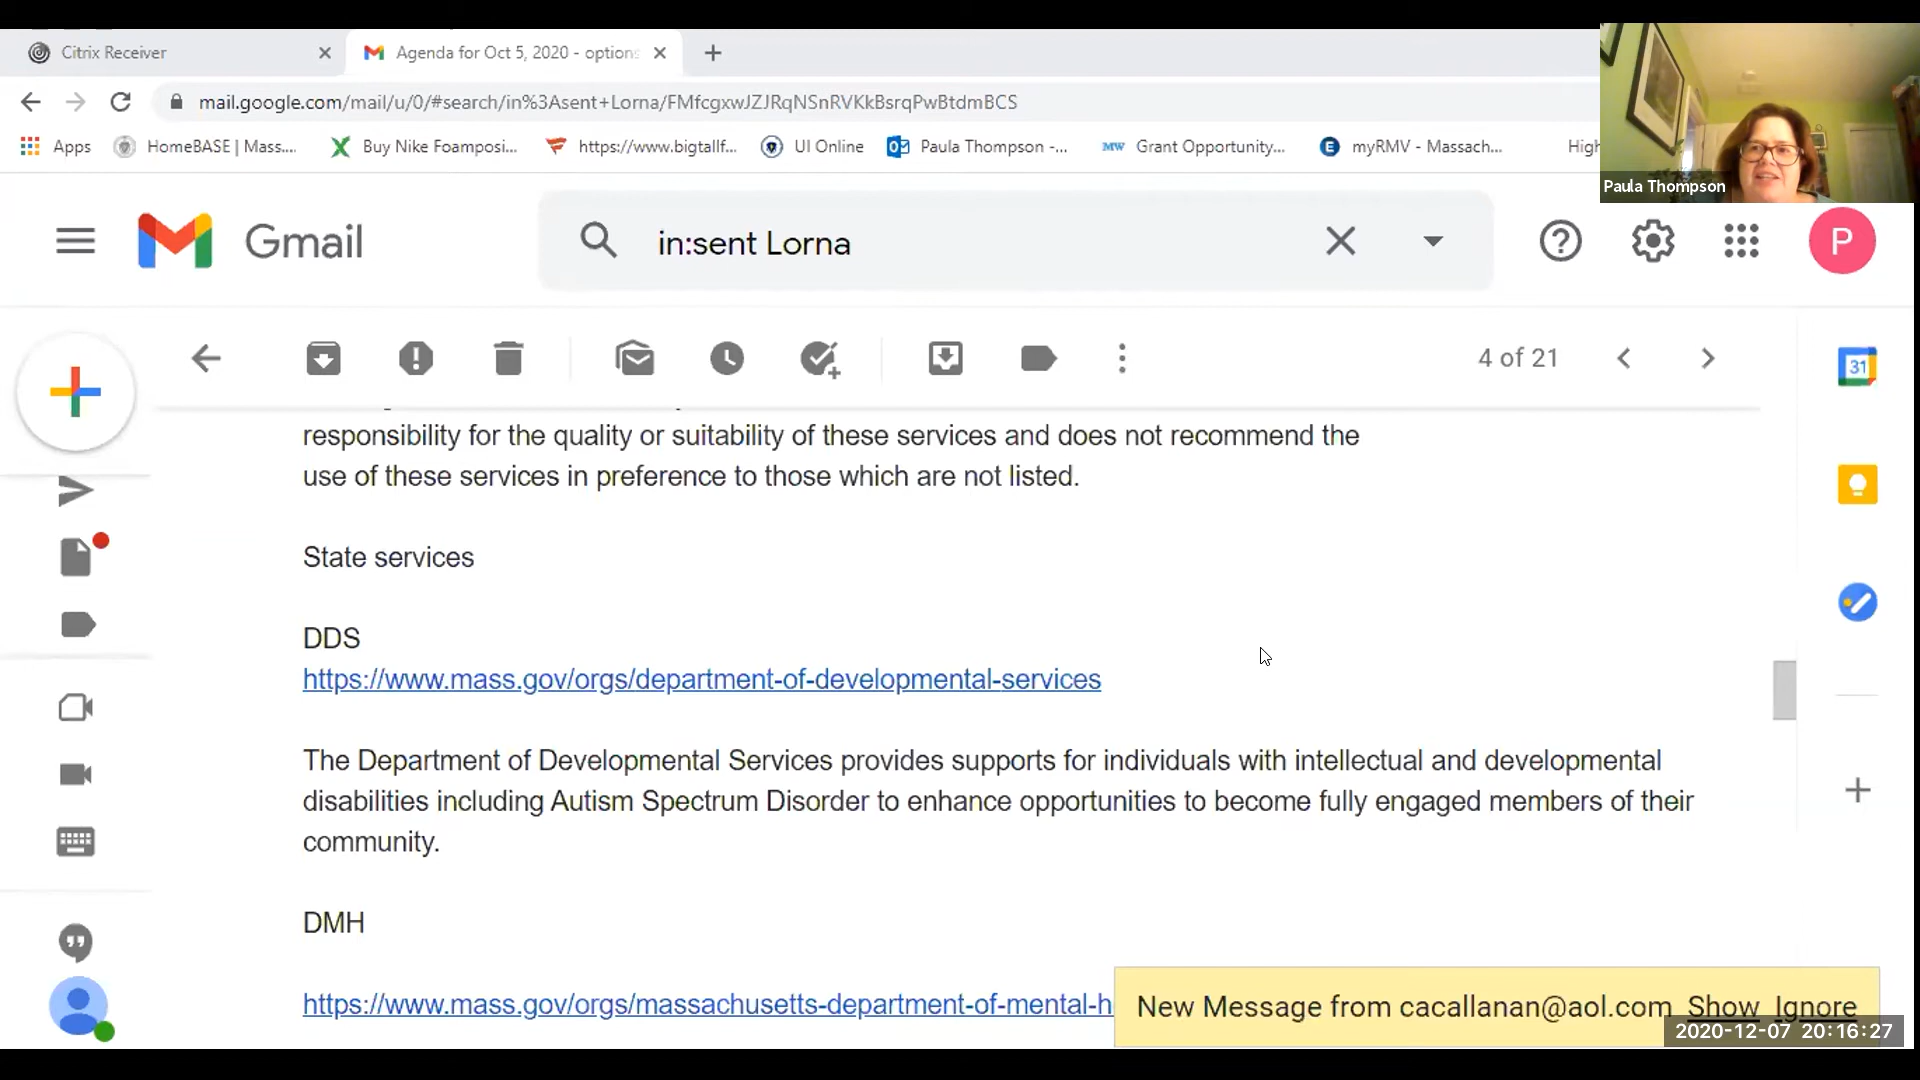 Citrix Receiver
Agenda for Oct 5, 2020 - options
mail.google.com/mail/u/0/#search/in%3Asent+Lorna/FMfcgxwJZJRqNSnRVKkBsrqPwBtdmBCS
Apps
HomeBASE | Mass....
Buy Nike Foamposi...
https://www.bigtallf...
UI Online
Paula Thompson -...
MW Grant Opportunity...
E myRMV - Massach...
High
Paula Thompson
Gmail
in:sent Lorna
P
4 of 21
31
responsibility for the quality or suitability of these services and does not recommend the
use of these services in preference to those which are not listed.
State services
DDS
https://www.mass.gov/orgs/department-of-developmental-services
The Department of Developmental Services provides supports for individuals with intellectual and developmental
disabilities including Autism Spectrum Disorder to enhance opportunities to become fully engaged members of their
community.
DMH
https://www.mass.gov/orgs/massachusetts-department-of-mental-h
New Message from cacallanan@aol.com Show Ignore
2020-12-07 20:16:27